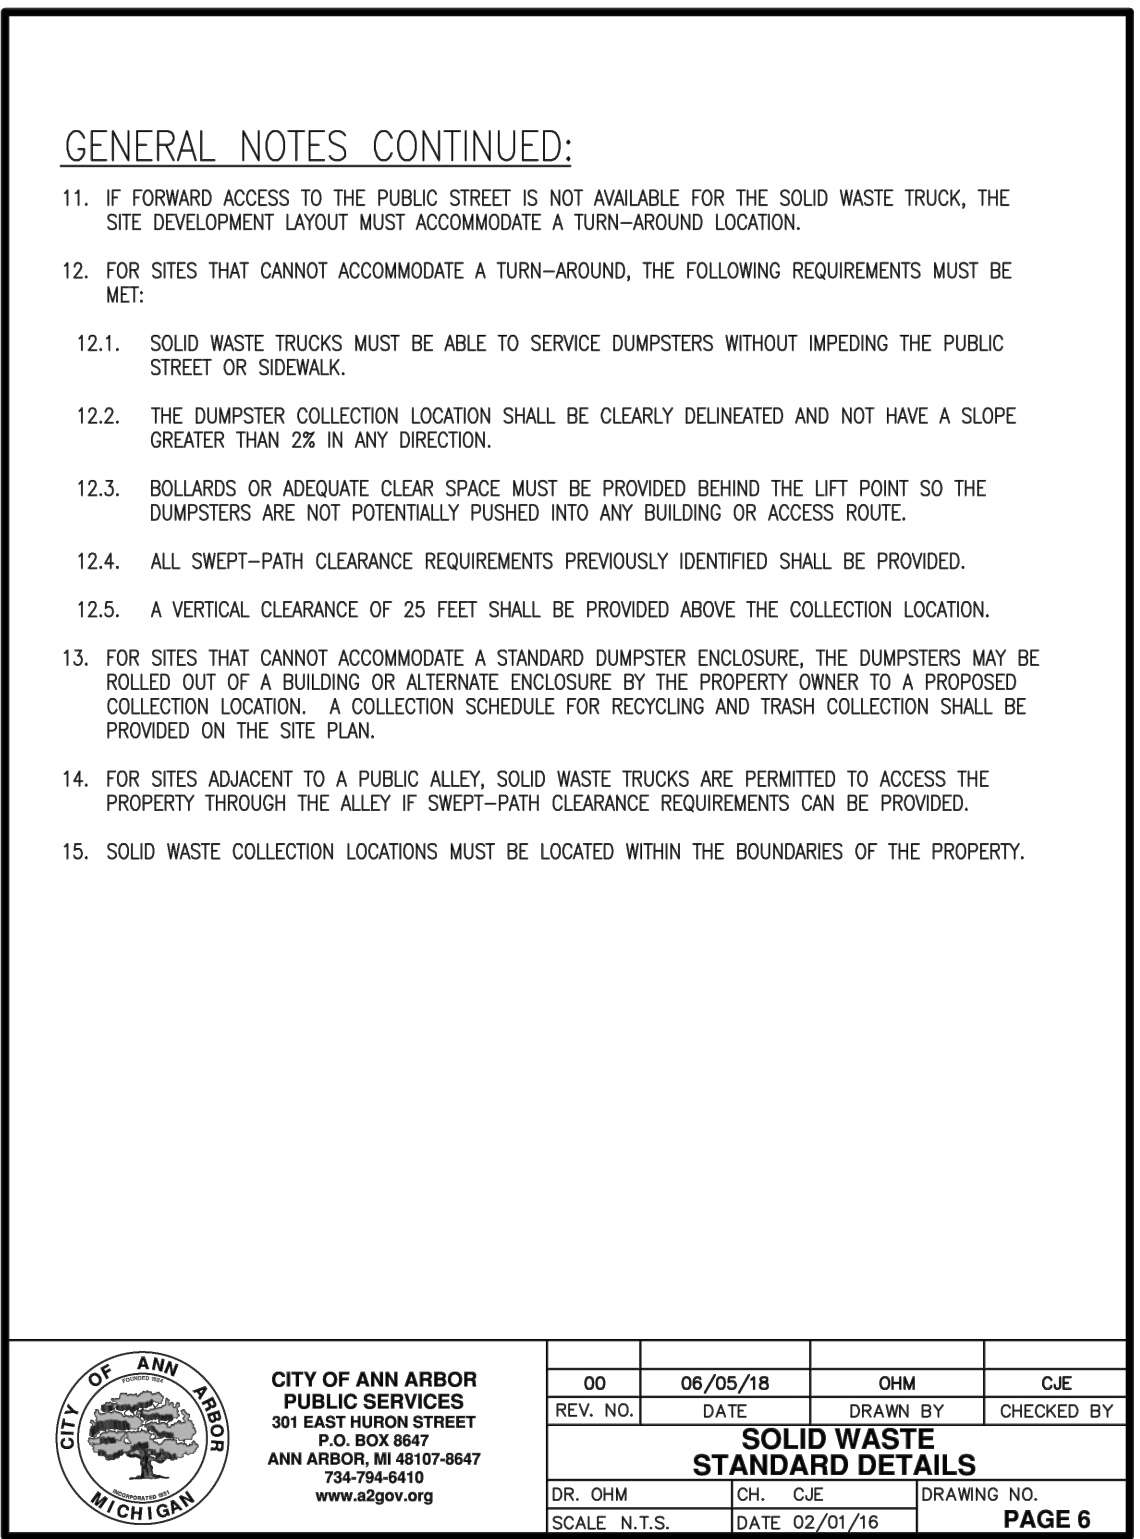 GENERAL NOTES CONTINUED:
11. IF FORWARD ACCESS TO THE PUBLIC STREET IS NOT AVAILABLE FOR THE SOLID WASTE TRUCK, THE
SITE DEVELOPMENT LAYOUT MUST ACCOMMODATE A TURN-AROUND LOCATION.
12. FOR SITES THAT CANNOT ACCOMMODATE A TURN-AROUND, THE FOLLOWING REQUIREMENTS MUST BE
MET:
12.1. SOLID WASTE TRUCKS MUST BE ABLE TO SERVICE DUMPSTERS WITHOUT IMPEDING THE PUBLIC
STREET OR SIDEWALK.
12.2. THE DUMPSTER COLLECTION LOCATION SHALL BE CLEARLY DELINEATED AND NOT HAVE A SLOPE
GREATER THAN 2% IN ANY DIRECTION.
12.3. BOLLARDS OR ADEQUATE CLEAR SPACE MUST BE PROVIDED BEHIND THE LIFT POINT SO THE
DUMPSTERS ARE NOT POTENTIALLY PUSHED INTO ANY BUILDING OR ACCESS ROUTE.
12.4. ALL SWEPT-PATH CLEARANCE REQUIREMENTS PREVIOUSLY IDENTIFIED SHALL BE PROVIDED.
12.5. A VERTICAL CLEARANCE OF 25 FEET SHALL BE PROVIDED ABOVE THE COLLECTION LOCATION.
13. FOR SITES THAT CANNOT ACCOMMODATE A STANDARD DUMPSTER ENCLOSURE, THE DUMPSTERS MAY BE
ROLLED OUT OF A BUILDING OR ALTERNATE ENCLOSURE BY THE PROPERTY OWNER TO A PROPOSED
COLLECTION LOCATION. A COLLECTION SCHEDULE FOR RECYCLING AND TRASH COLLECTION SHALL BE
PROVIDED ON THE SITE PLAN.
14. FOR SITES ADJACENT TO A PUBLIC ALLEY, SOLID WASTE TRUCKS ARE PERMITTED TO ACCESS THE
PROPERTY THROUGH THE ALLEY IF SWEPT-PATH CLEARANCE REQUIREMENTS CAN BE PROVIDED.
15. SOLID WASTE COLLECTION LOCATIONS MUST BE LOCATED WITHIN THE BOUNDARIES OF THE PROPERTY.
CITY OF ANN ARBOR
FOUNDED 1824
INCORPORATED 1851
MICHIGAN
CITY OF ANN ARBOR
PUBLIC SERVICES
301 EAST HURON STREET
P.O. BOX 8647
ANN ARBOR, MI 48107-8647
734-794-6410
www.a2gov.org
00 06/05/18 OHM CJE
REV. NO. DATE DRAWN BY CHECKED BY
SOLID WASTE
STANDARD DETAILS
DR. OHM CH. CJE DRAWING NO.
SCALE N.T.S. DATE 02/01/16 PAGE 6